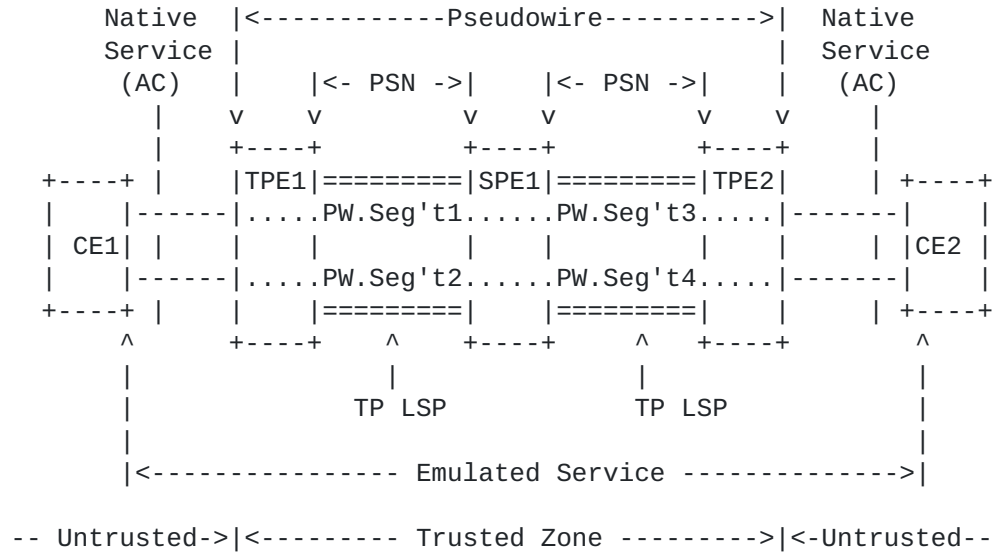 Native |<------------Pseudowire---------->| Native
Service | | Service
(AC) | |<- PSN ->| |<- PSN ->| | (AC)
| v v v v v v |
| +----+ +----+ +----+ |
+----+ | |TPE1|=========|SPE1|=========|TPE2| | +----+
| |------|.....PW.Seg't1......PW.Seg't3.....|-------| |
| CE1| | | | | | | | | |CE2 |
| |------|.....PW.Seg't2......PW.Seg't4.....|-------| |
+----+ | | |=========| |=========| | | +----+
^ +----+ ^ +----+ ^ +----+ ^
| | | |
| TP LSP TP LSP |
| |
|<---------------- Emulated Service -------------->|
-- Untrusted->|<--------- Trusted Zone --------->|<-Untrusted--